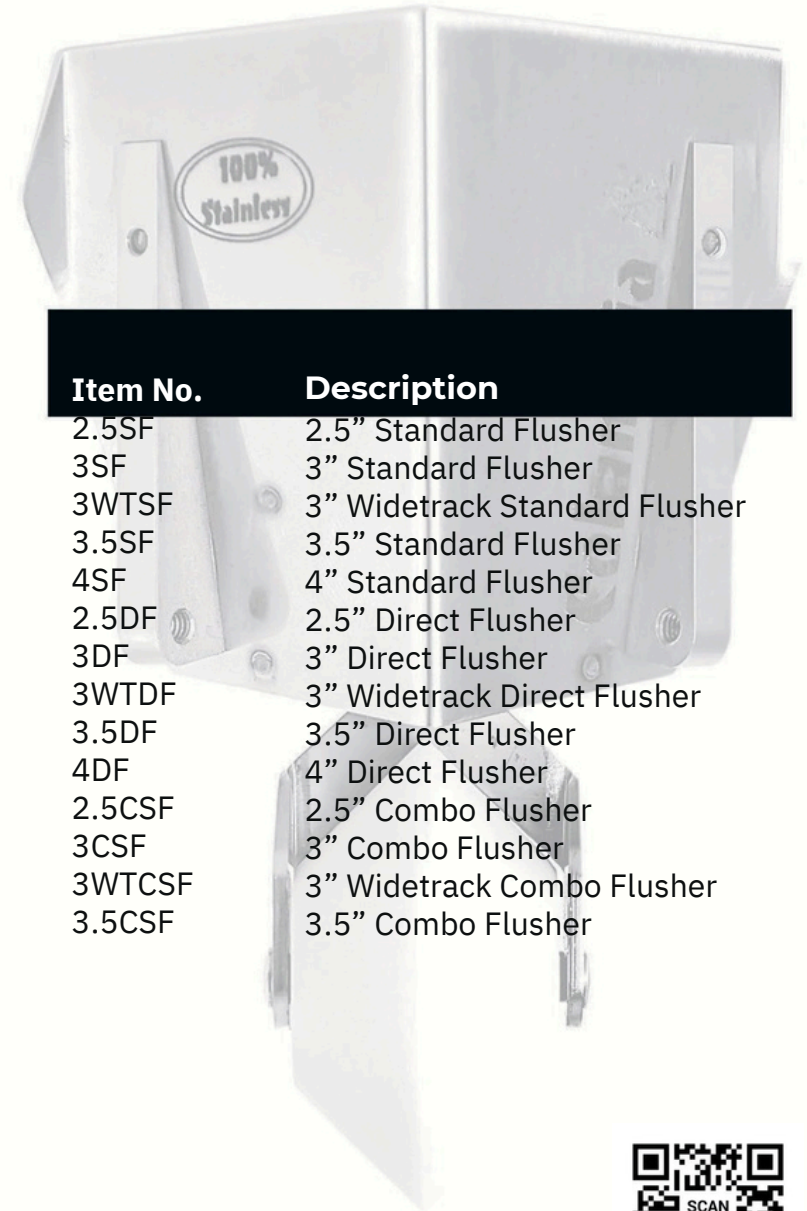 100%
Stainless
Item No. Description
2.5SF 2.5” Standard Flusher
3SF 3” Standard Flusher
3WTSF 3” Widetrack Standard Flusher
3.5SF 3.5” Standard Flusher
4SF 4” Standard Flusher
2.5DF 2.5” Direct Flusher
3DF 3” Direct Flusher
3WTDF 3” Widetrack Direct Flusher
3.5DF 3.5” Direct Flusher
4DF 4” Direct Flusher
2.5CSF 2.5” Combo Flusher
3CSF 3” Combo Flusher
3WTCSF 3” Widetrack Combo Flusher
3.5CSF 3.5” Combo Flusher
SCAN